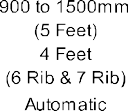 900 to 1500mm
(5 Feet)
4 Feet
(6 Rib & 7 Rib)
Automatic